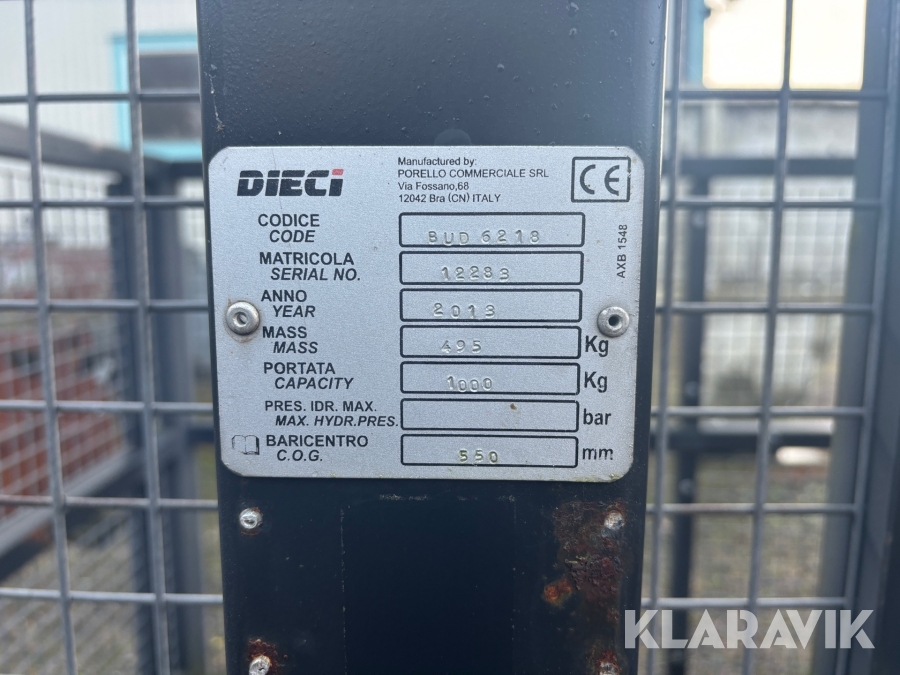 DIECI
Manufactured by:
PORELLO COMMERCIALE SRL
Via Fossano,68
12042 Bra (CN) ITALY
CE
CODICE
CODE
BUD 6218
MATRICOLA
SERIAL NO.
12283
ANNO
YEAR
2013
MASS
MASS
495 Kg
PORTATA
CAPACITY
1000 Kg
PRES. IDR. MAX.
MAX. HYDR.PRES.
bar
BARICENTRO
C.O.G.
550 mm
AXB 1548
KLARAVIK